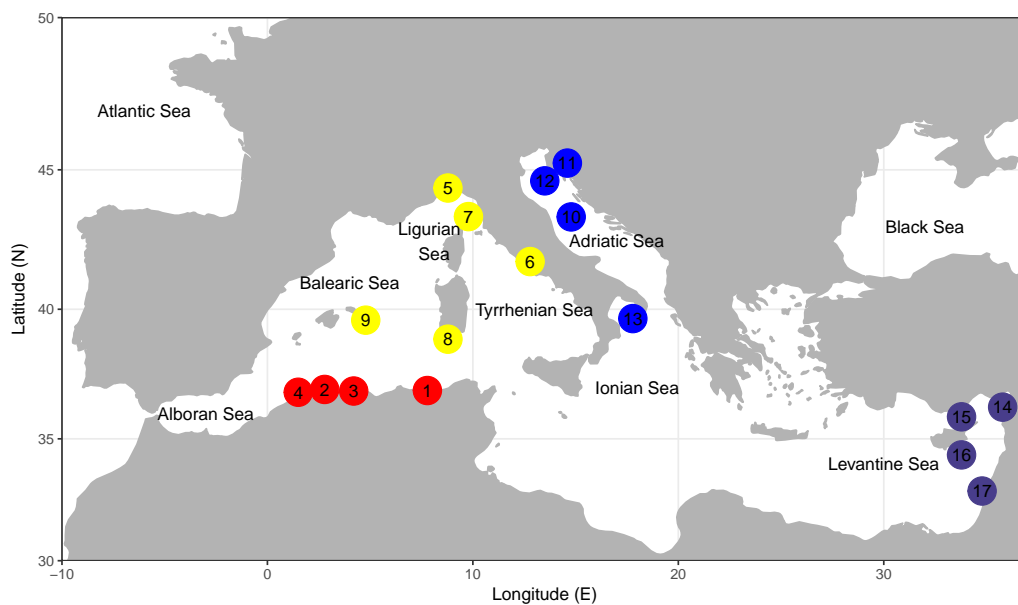 50
Atlantic Sea
45
11
12
5
7
10
Ligurian
Sea
Adriatic Sea
Black Sea
6
Balearic Sea
40
Tyrrhenian Sea
9
13
8
Ionian Sea
4
2
3
1
Alboran Sea
14
15
35
16
Levantine Sea
17
30
−10
0
10
20
30
Longitude (E)
Latitude (N)